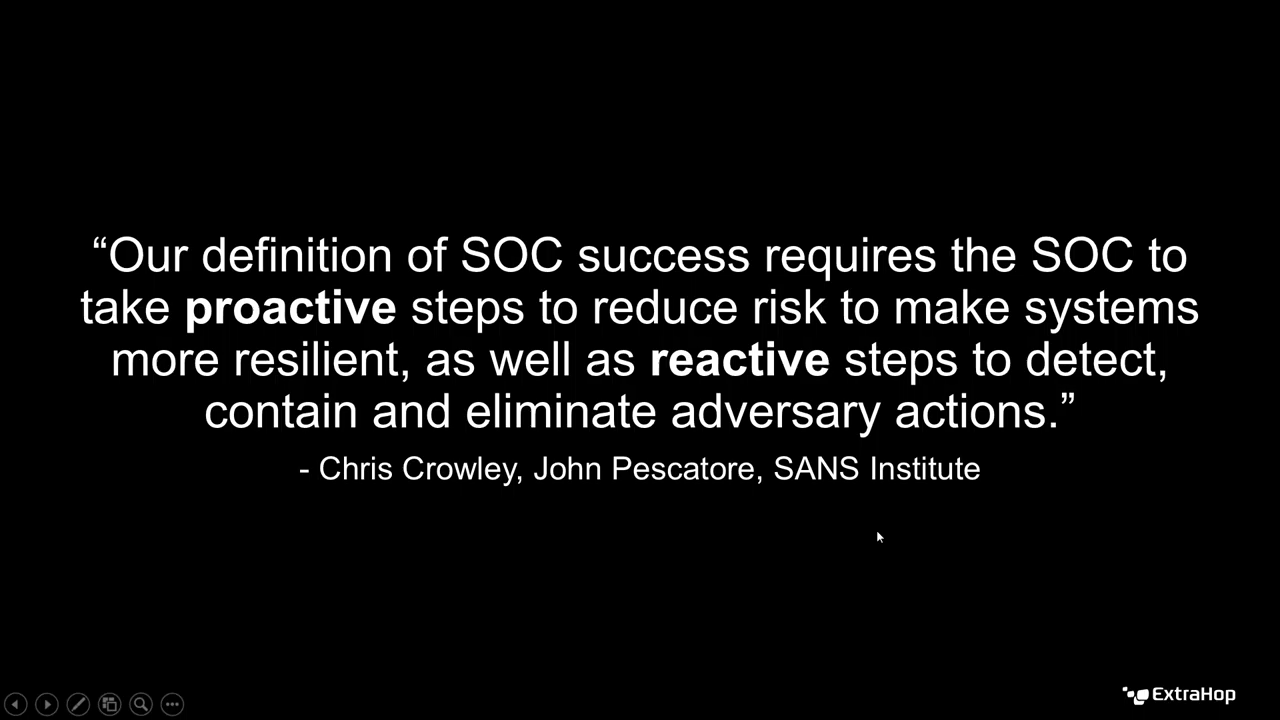 “Our definition of SOC success requires the SOC to
take proactive steps to reduce risk to make systems
more resilient, as well as reactive steps to detect,
contain and eliminate adversary actions.”
- Chris Crowley, John Pescatore, SANS Institute
ExtraHop